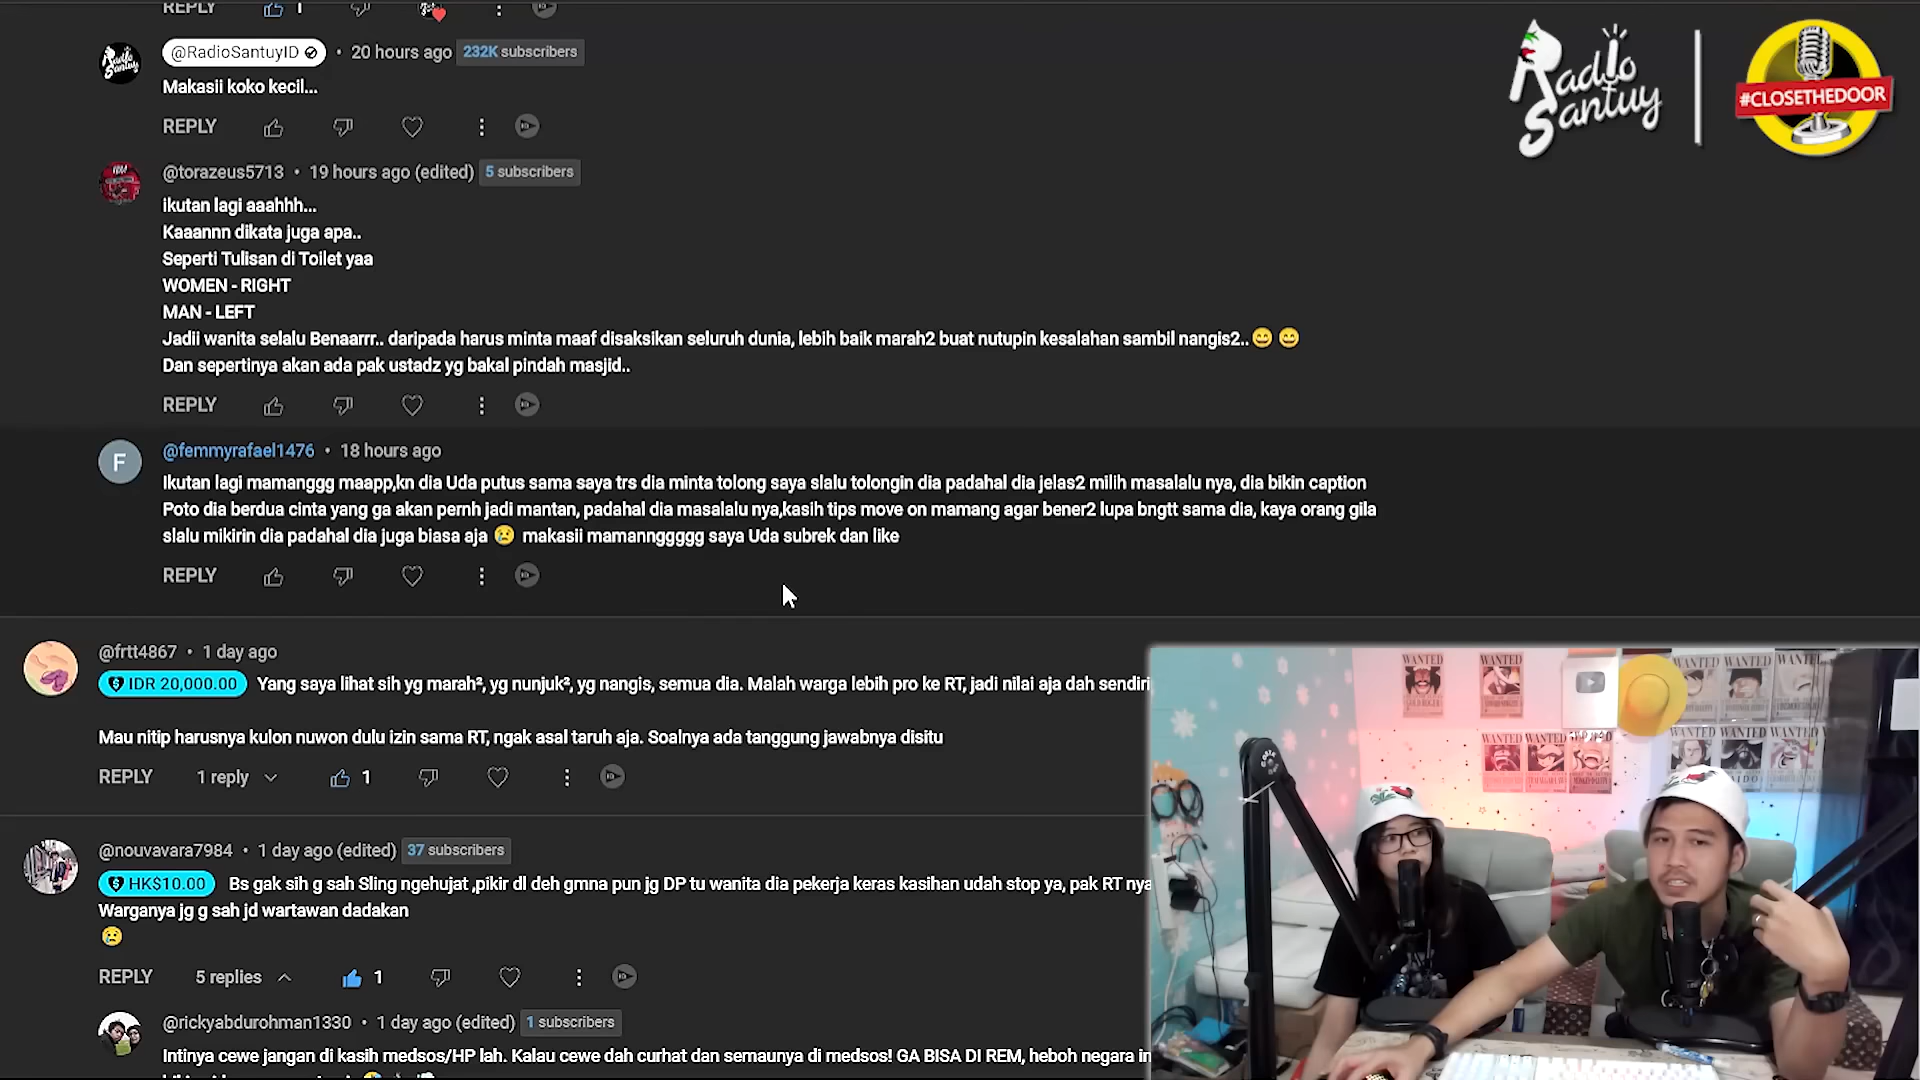 REPLY 1
@RadioSantuyID • 20 hours ago 232K subscribers
Makasii koko kecil...
REPLY
@torazeus5713 • 19 hours ago (edited) 5 subscribers
ikutan lagi aaahhh...
Kaaannn dikata juga apa..
Seperti Tulisan di Toilet yaa
WOMEN - RIGHT
MAN - LEFT
Jadii wanita selalu Benaarrr.. daripada harus minta maaf disaksikan seluruh dunia, lebih baik marah2 buat nutupin kesalahan sambil nangis2.. 😄 😄
Dan sepertinya akan ada pak ustadz yg bakal pindah masjid..
REPLY
F
@femmyrafael1476 • 18 hours ago
Ikutan lagi mamanggg maapp,kn dia Uda putus sama saya trs dia minta tolong saya slalu tolongin dia padahal dia jelas2 milih masalalu nya, dia bikin caption
Poto dia berdua cinta yang ga akan pernh jadi mantan, padahal dia masalalu nya,kasih tips move on mamang agar bener2 lupa bngtt sama dia, kaya orang gila
slalu mikirin dia padahal dia juga biasa aja 😢 makasii mamannggggg saya Uda subrek dan like
REPLY
@frtt4867 • 1 day ago
IDR 20,000.00 Yang saya lihat sih yg marah², yg nunjuk², yg nangis, semua dia. Malah warga lebih pro ke RT, jadi nilai aja dah sendiri
Mau nitip harusnya kulon nuwon dulu izin sama RT, ngak asal taruh aja. Soalnya ada tanggung jawabnya disitu
REPLY 1 reply 1
@nouvavara7984 • 1 day ago (edited) 37 subscribers
HK$10.00 Bs gak sih g sah Sling ngehujat ,pikir dl deh gmna pun jg DP tu wanita dia pekerja keras kasihan udah stop ya, pak RT nya
Warganya jg g sah jd wartawan dadakan
😢
REPLY 5 replies 1
@rickyabdurohman1330 • 1 day ago (edited) 1 subscribers
Intinya cewe jangan di kasih medsos/HP lah. Kalau cewe dah curhat dan semaunya di medsos! GA BISA DI REM, heboh negara in
Radio Santuy
#CLOSETHEDOOR
WANTED
WANTED